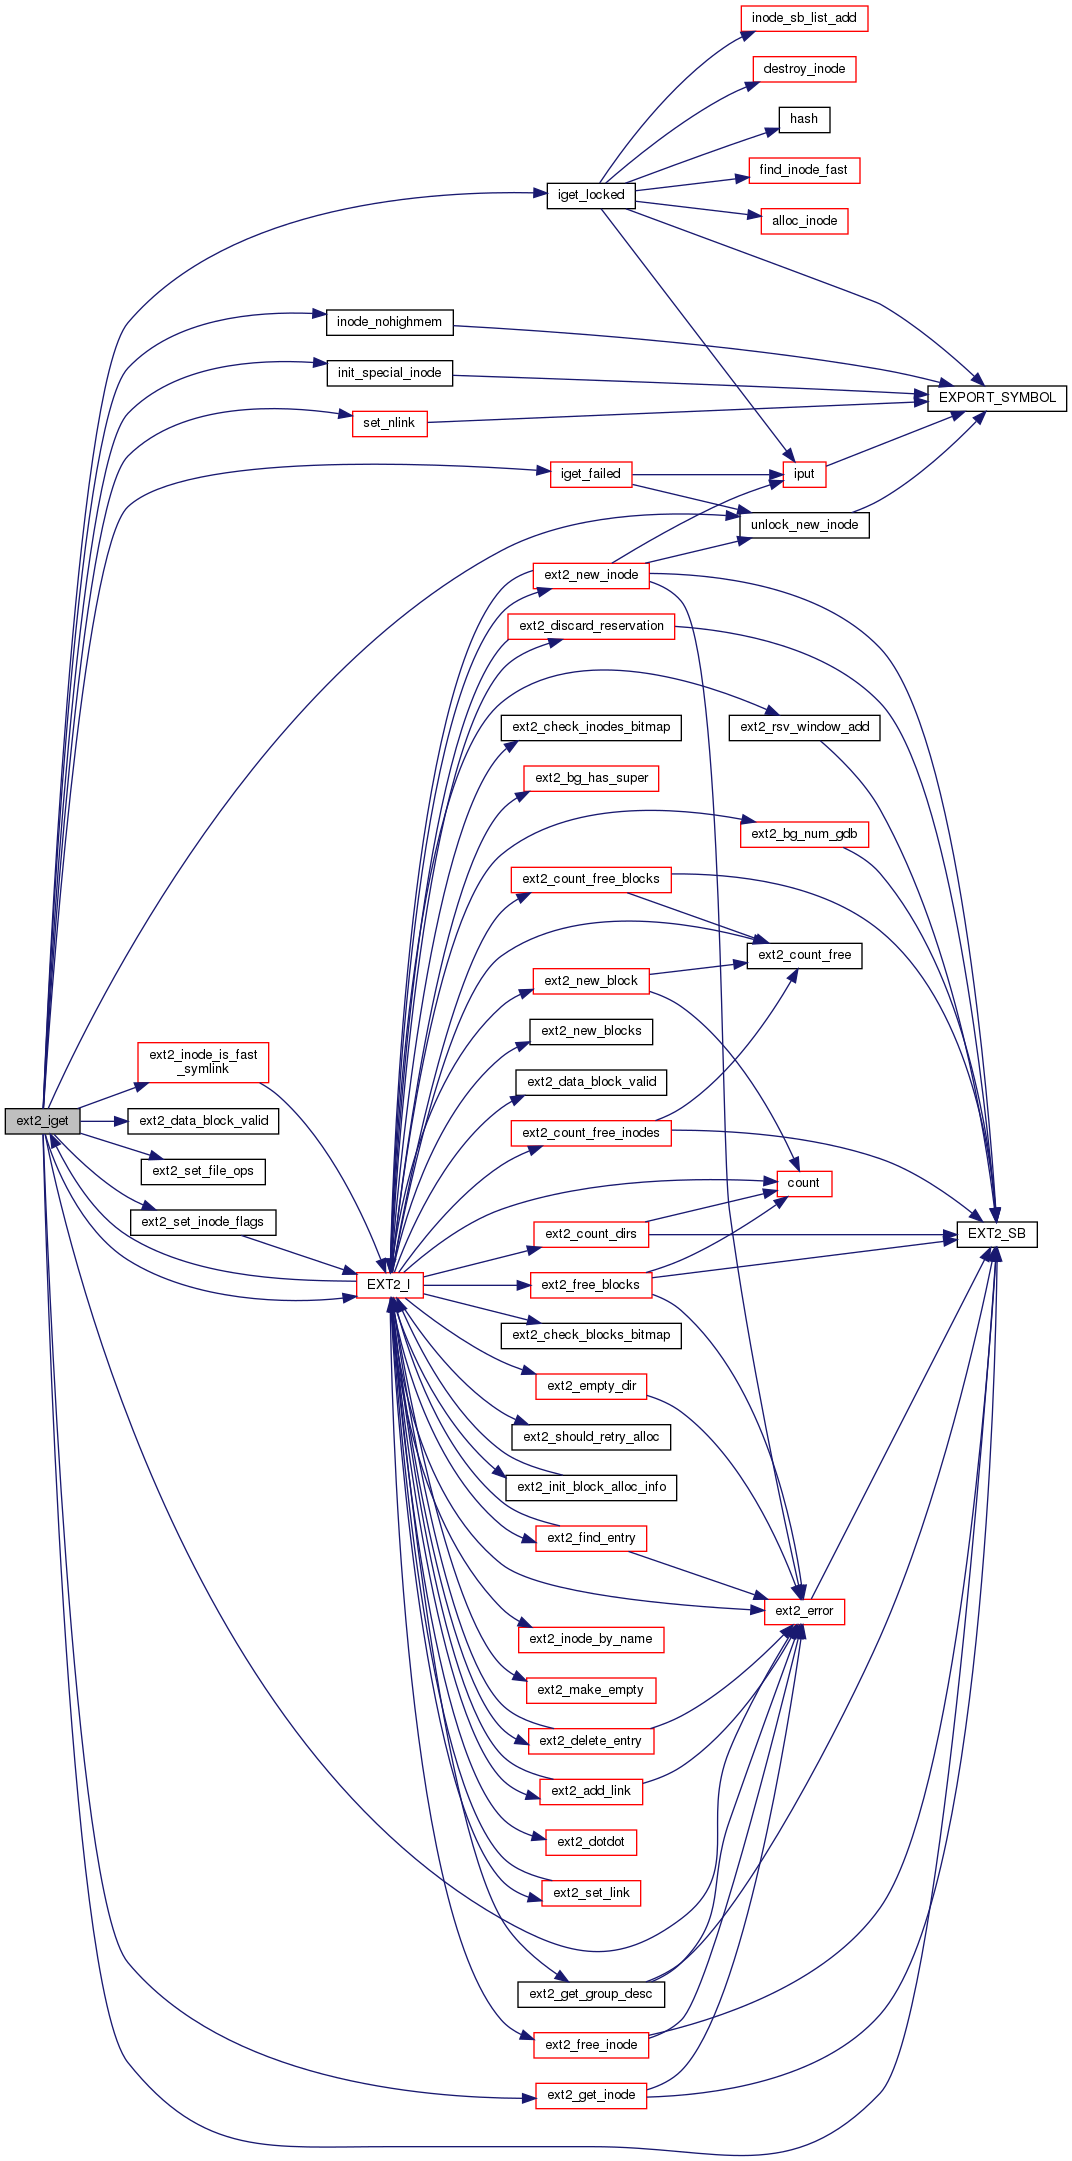 inode_sb_list_add
destroy_inode
hash
find_inode_fast
iget_locked
alloc_inode
inode_nohighmem
init_special_inode
EXPORT_SYMBOL
set_nlink
iget_failed
iput
unlock_new_inode
ext2_new_inode
ext2_discard_reservation
ext2_check_inodes_bitmap
ext2_rsv_window_add
ext2_bg_has_super
ext2_bg_num_gdb
ext2_count_free_blocks
ext2_count_free
ext2_new_block
ext2_new_blocks
ext2_inode_is_fast
_symlink
ext2_data_block_valid
ext2_iget
ext2_data_block_valid
ext2_count_free_inodes
ext2_set_file_ops
count
ext2_set_inode_flags
ext2_count_dirs
EXT2_SB
EXT2_I
ext2_free_blocks
ext2_check_blocks_bitmap
ext2_empty_dir
ext2_should_retry_alloc
ext2_init_block_alloc_info
ext2_find_entry
ext2_error
ext2_inode_by_name
ext2_make_empty
ext2_delete_entry
ext2_add_link
ext2_dotdot
ext2_set_link
ext2_get_group_desc
ext2_free_inode
ext2_get_inode